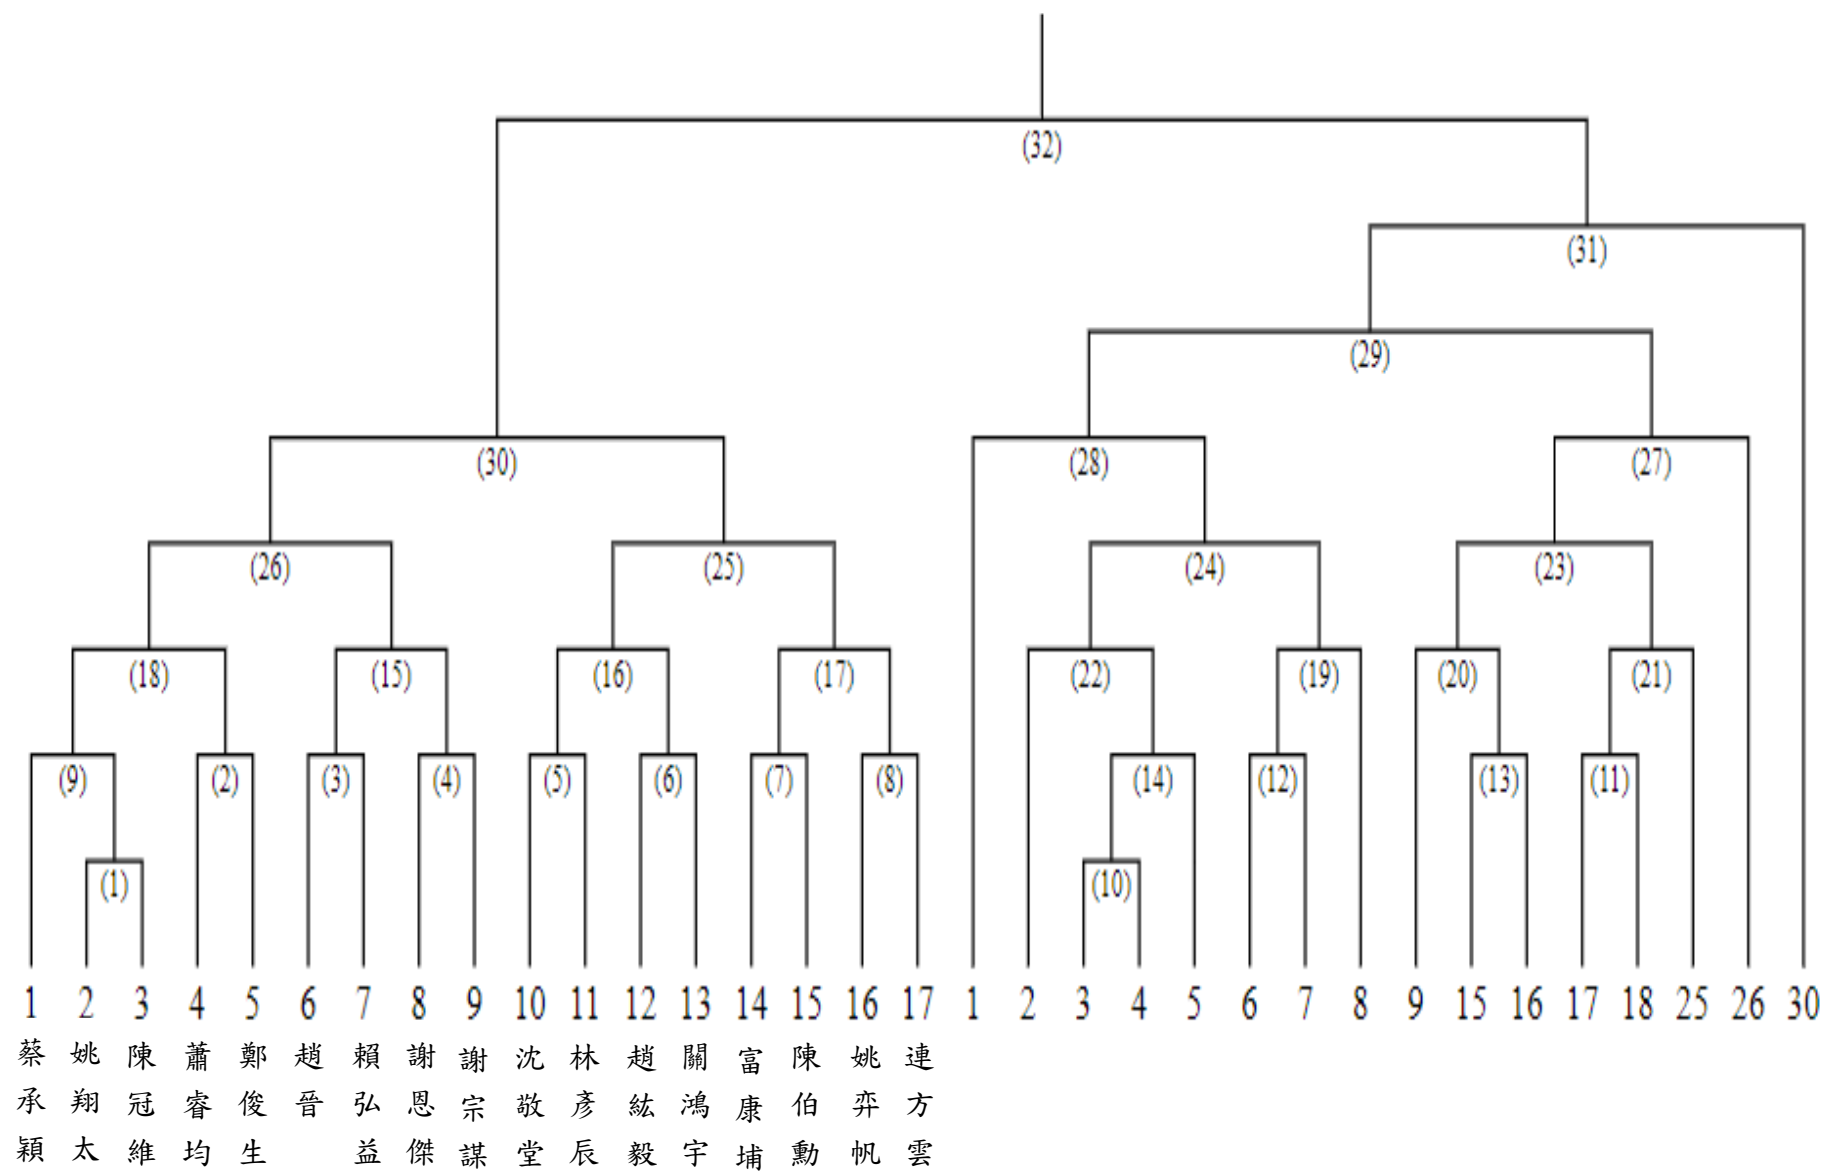 (32)
(31)
(29)
(30) (28) (27)
(26) (25) (24) (23)
(18) (15) (16) (17) (22) (19) (20) (21)
(9) (2) (3) (4) (5) (6) (7) (8) (14) (12) (13) (11)
(1) (10)
1 2 3 4 5 6 7 8 9 10 11 12 13 14 15 16 17 1 2 3 4 5 6 7 8 9 15 16 17 18 25 26 30
蔡承穎
姚翔太
陳冠維
蕭睿均
鄭俊生
趙晉
賴弘益
謝恩傑
謝宗謀
沈敬堂
林彥辰
趙紘毅
關鴻宇
富康埔
陳伯勳
姚弈帆
連方雲